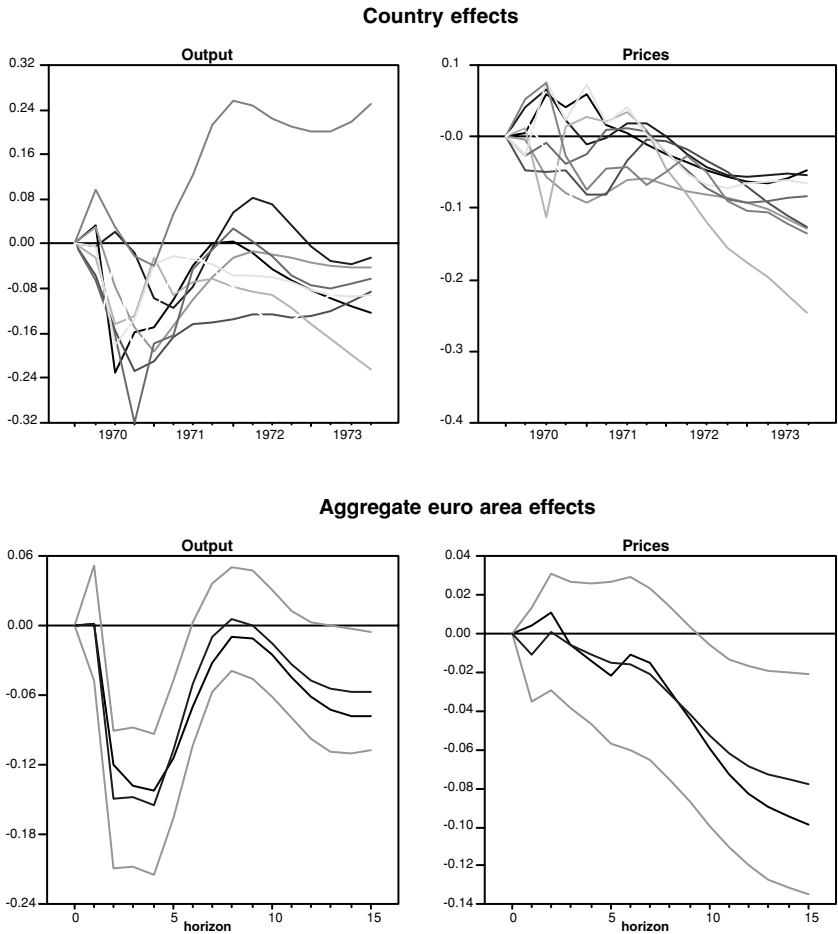 Country effects
Output
0.32
0.24
0.16
0.08
0.00
-0.08
-0.16
-0.24
-0.32
1970 1971 1972 1973
Prices
0.1
-0.0
-0.1
-0.2
-0.3
-0.4
1970 1971 1972 1973
Aggregate euro area effects
Output
0.06
0.00
-0.06
-0.12
-0.18
-0.24
0 5 10 15
horizon
Prices
0.04
0.02
0.00
-0.02
-0.04
-0.06
-0.08
-0.10
-0.12
-0.14
0 5 10 15
horizon